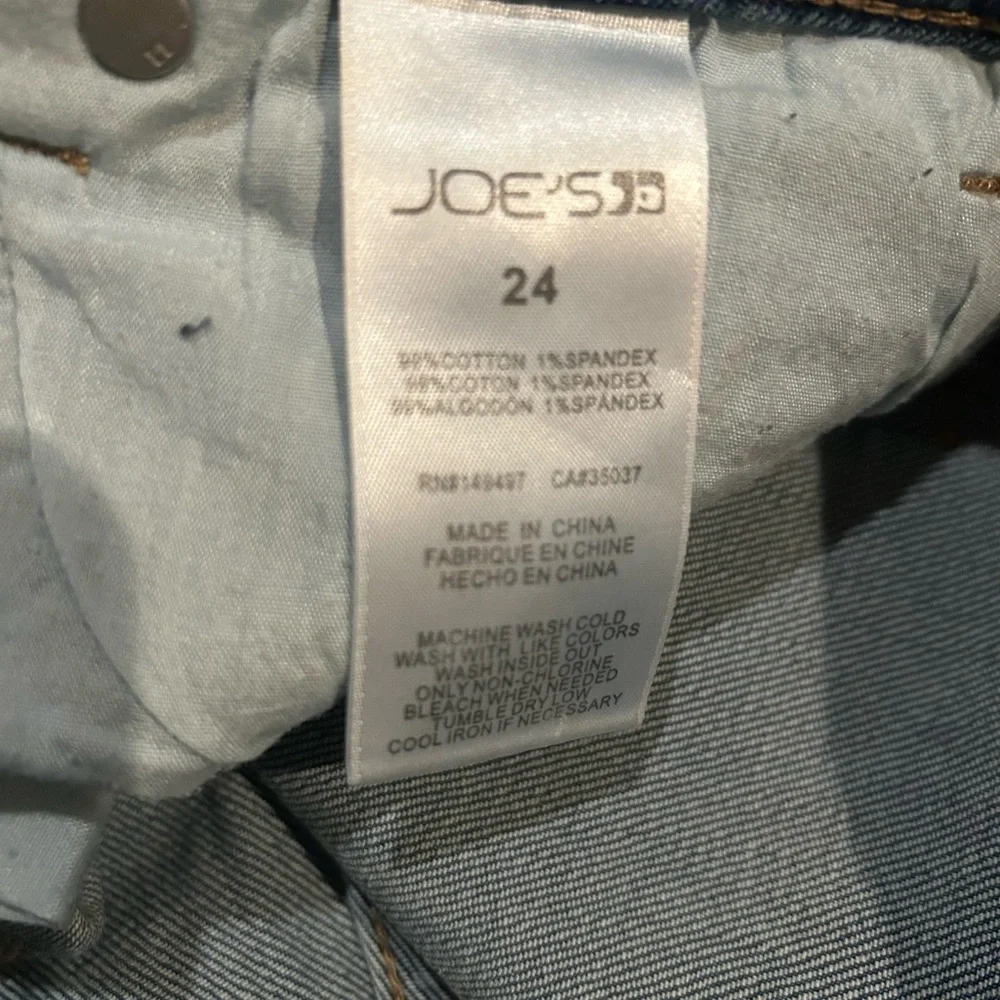 JOE'S
24
99%COTTON 1%SPANDEX
99%COTON 1%SPANDEX
99%ALGODÓN 1%SPANDEX
RN#149497 CA#35037
MADE IN CHINA
FABRIQUE EN CHINE
HECHO EN CHINA
MACHINE WASH COLD
WASH WITH LIKE COLORS
WASH INSIDE OUT
ONLY NON-CHLORINE
BLEACH WHEN NEEDED
TUMBLE DRY LOW
COOL IRON IF NECESSARY